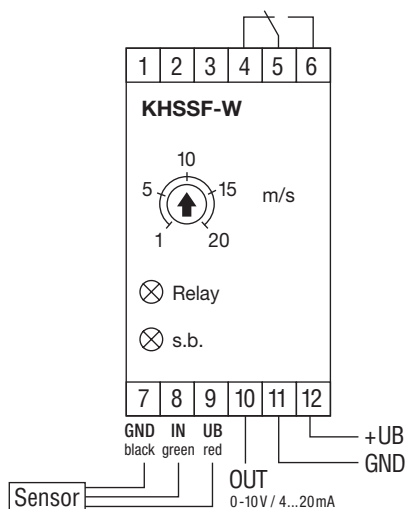 1 2 3 4 5 6
KHSSF-W
10
5 15 m/s
1 20
Relay
s.b.
7 8 9 10 11 12
GND IN UB
black green red
+UB
GND
OUT
0-10V / 4...20mA
Sensor